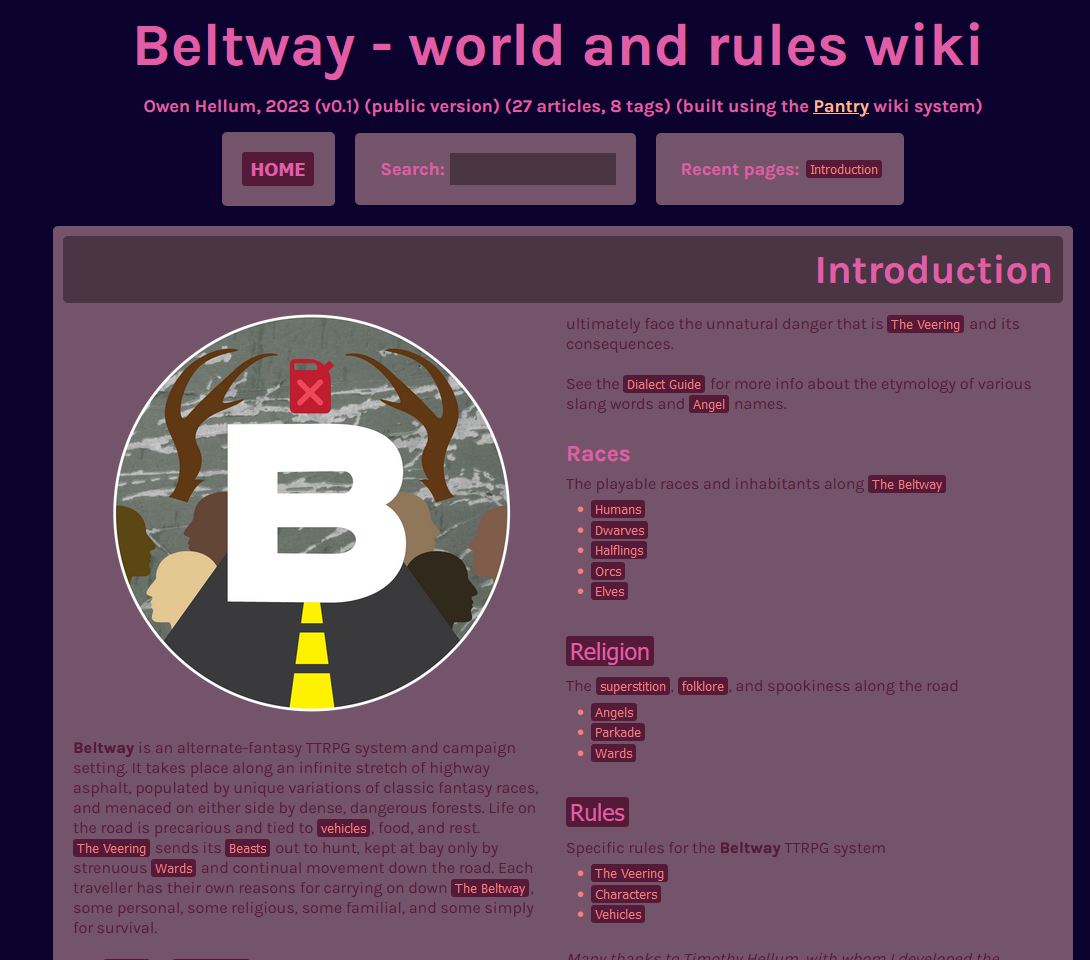 Beltway - world and rules wiki
Owen Hellum, 2023 (v0.1) (public version) (27 articles, 8 tags) (built using the Pantry wiki system)
HOME
Search:
Recent pages: Introduction
Introduction
B
Beltway is an alternate-fantasy TTRPG system and campaign
setting. It takes place along an infinite stretch of highway
asphalt, populated by unique variations of classic fantasy races,
and menaced on either side by dense, dangerous forests. Life on
the road is precarious and tied to vehicles, food, and rest.
The Veering sends its Beasts out to hunt, kept at bay only by
strenuous Wards and continual movement down the road. Each
traveller has their own reasons for carrying on down The Beltway,
some personal, some religious, some familial, and some simply
for survival.
ultimately face the unnatural danger that is The Veering and its
consequences.
See the Dialect Guide for more info about the etymology of various
slang words and Angel names.
Races
The playable races and inhabitants along The Beltway
• Humans
• Dwarves
• Halflings
• Orcs
• Elves
Religion
The superstition, folklore, and spookiness along the road
• Angels
• Parkade
• Wards
Rules
Specific rules for the Beltway TTRPG system
• The Veering
• Characters
• Vehicles
Many thanks to Timothy Hellum, with whom I developed the